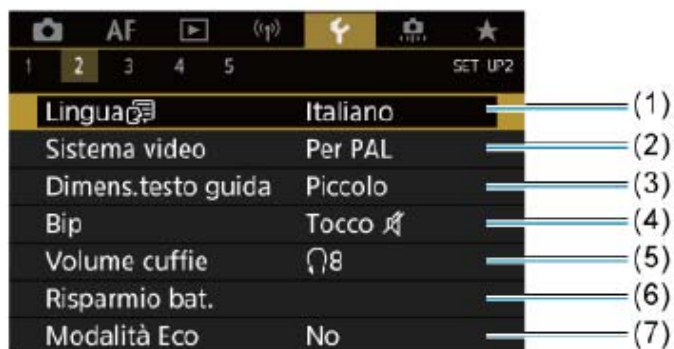 AF
1 2 3 4 5 SET UP2
Lingua Italiano (1)
Sistema video Per PAL (2)
Dimens.testo guida Piccolo (3)
Bip Tocco (4)
Volume cuffie 8 (5)
Risparmio bat. (6)
Modalità Eco No (7)